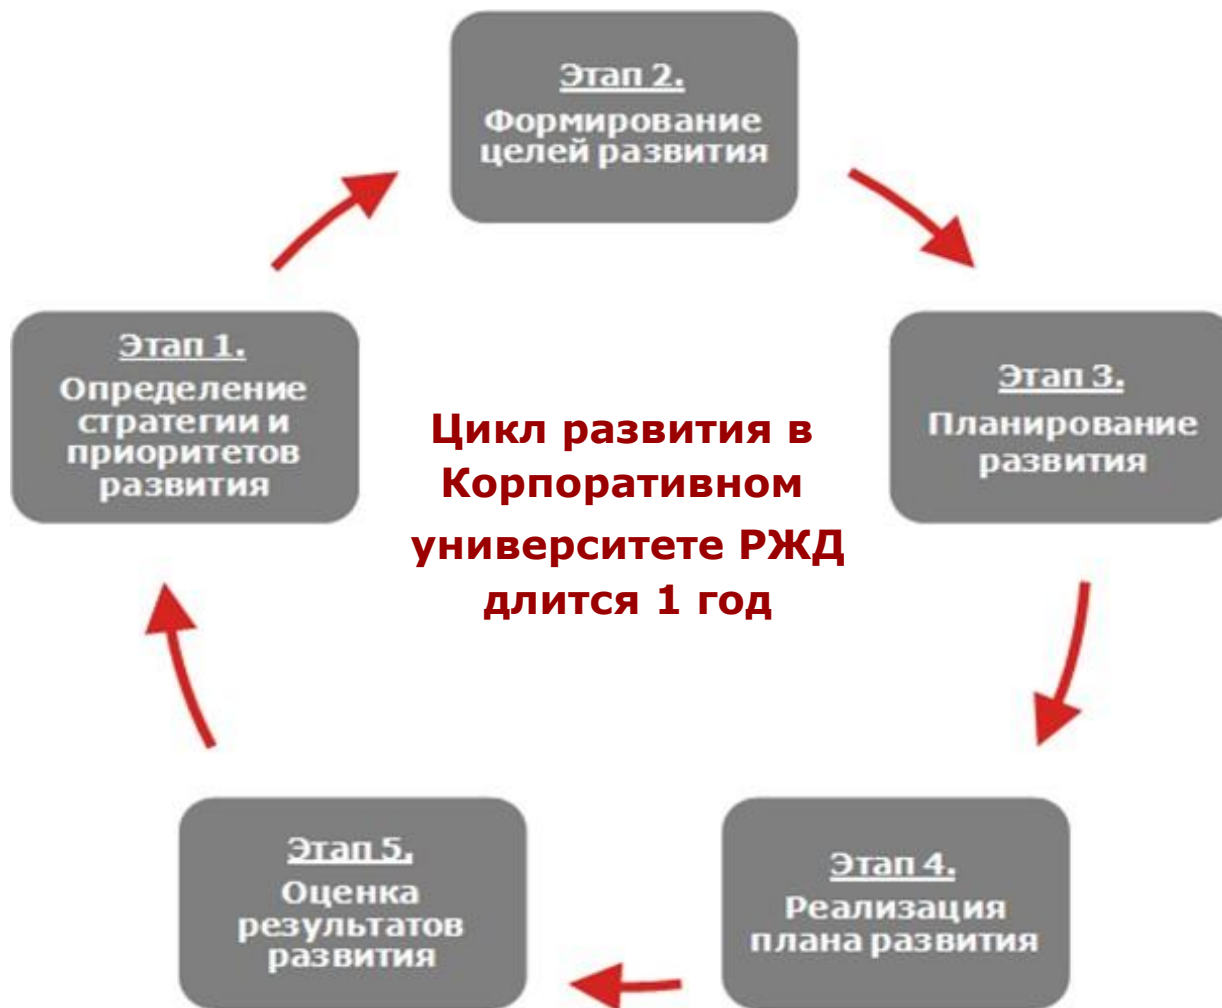 Этап 2.
Формирование
целей развития
Этап 1.
Определение
стратегии и
приоритетов
развития
Этап 3.
Планирование
развития
Цикл развития в
Корпоративном
университете РЖД
длится 1 год
Этап 5.
Оценка
результатов
развития
Этап 4.
Реализация
плана развития